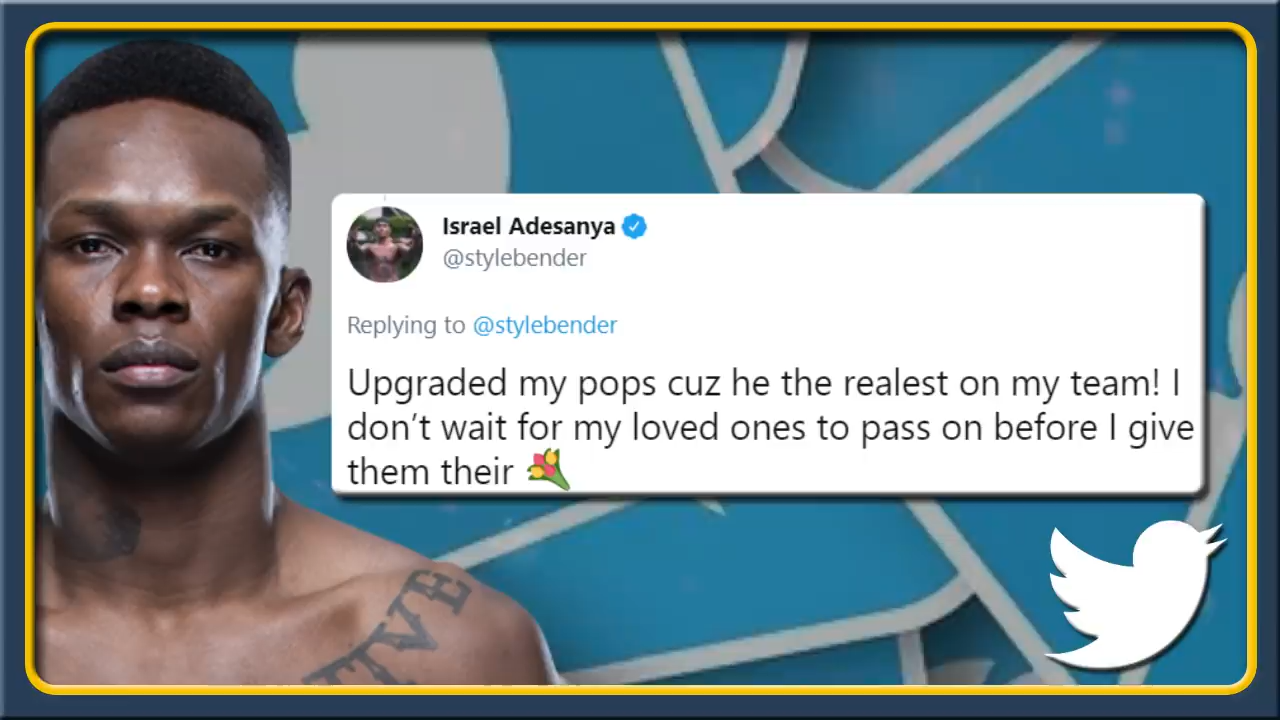 Israel Adesanya
@stylebender
Replying to @stylebender
Upgraded my pops cuz he the realest on my team! I
don’t wait for my loved ones to pass on before I give
them their 💐